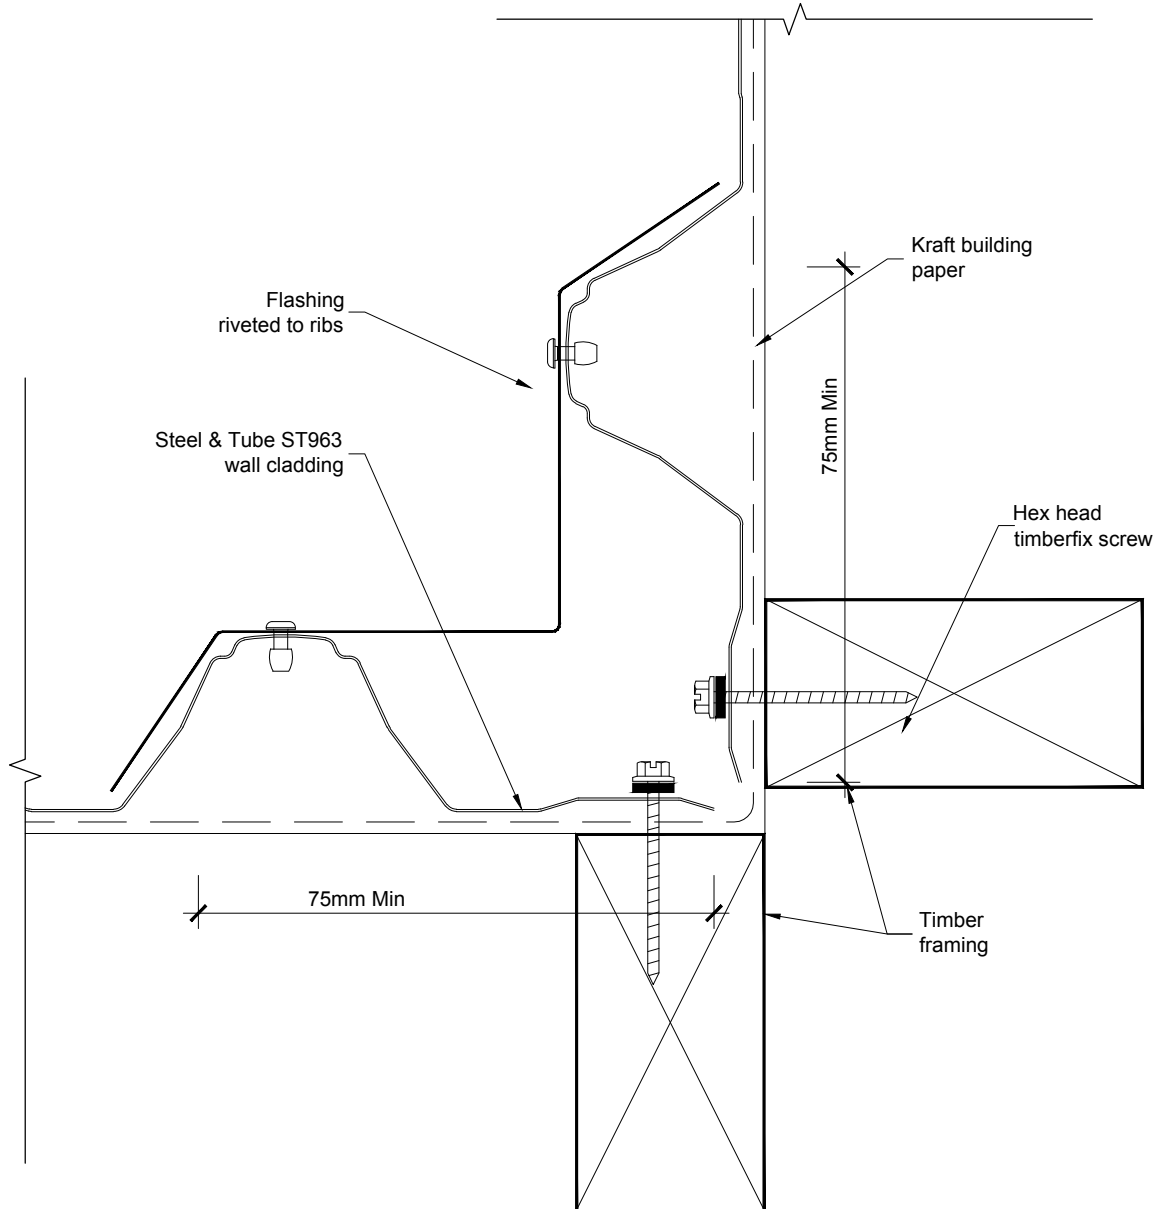 Kraft building
paper
Flashing
riveted to ribs
75mm Min
Steel & Tube ST963
wall cladding
Hex head
timberfix screw
75mm Min
Timber
framing